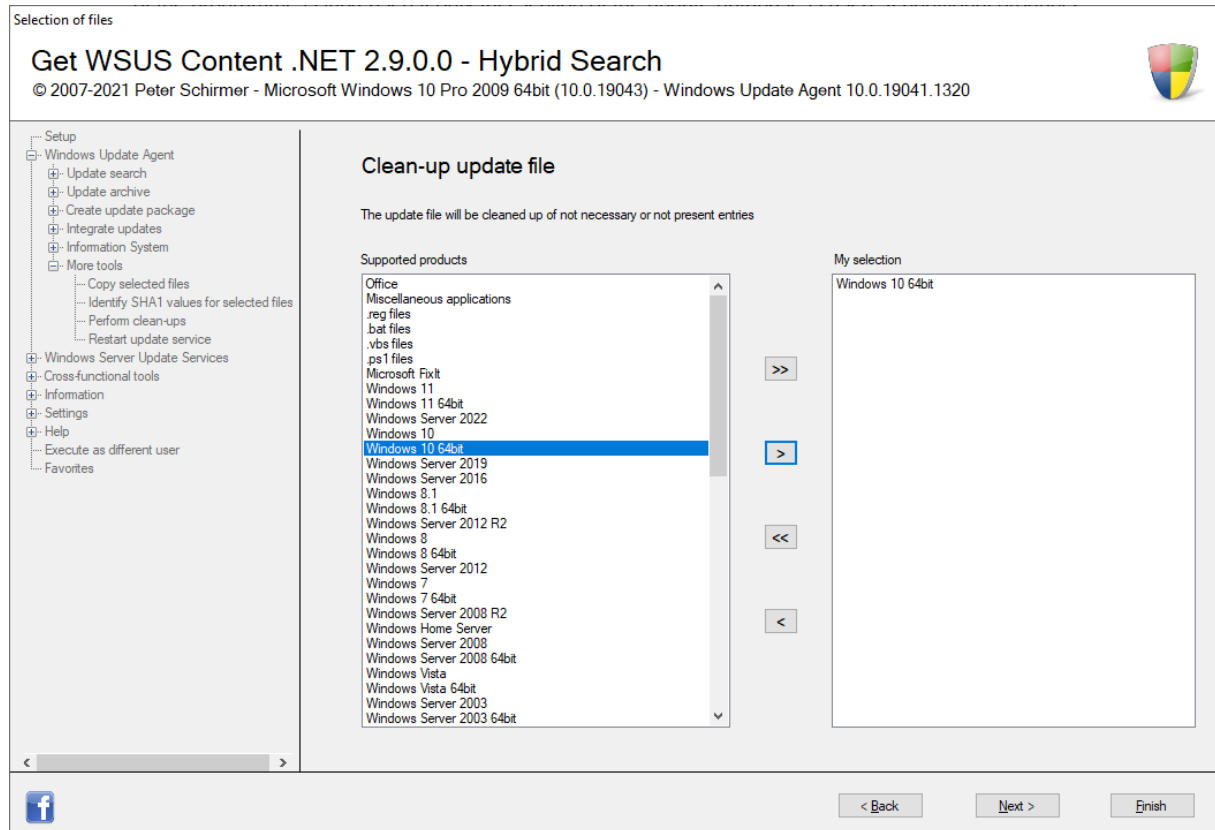 Selection of files
Get WSUS Content .NET 2.9.0.0 - Hybrid Search
© 2007-2021 Peter Schirmer - Microsoft Windows 10 Pro 2009 64bit (10.0.19043) - Windows Update Agent 10.0.19041.1320
Setup
Windows Update Agent
Update search
Update archive
Create update package
Integrate updates
Information System
More tools
Copy selected files
Identify SHA1 values for selected files
Perform clean-ups
Restart update service
Windows Server Update Services
Cross-functional tools
Information
Settings
Help
Execute as different user
Favorites
Clean-up update file
The update file will be cleaned up of not necessary or not present entries
Supported products
Office
Miscellaneous applications
.reg files
.bat files
.vbs files
.ps1 files
Microsoft FixIt
Windows 11
Windows 11 64bit
Windows Server 2022
Windows 10
Windows 10 64bit
Windows Server 2019
Windows Server 2016
Windows 8.1
Windows 8.1 64bit
Windows Server 2012 R2
Windows 8
Windows 8 64bit
Windows Server 2012
Windows 7
Windows 7 64bit
Windows Server 2008 R2
Windows Home Server
Windows Server 2008
Windows Server 2008 64bit
Windows Vista
Windows Vista 64bit
Windows Server 2003
Windows Server 2003 64bit
>>
>
<<
<
My selection
Windows 10 64bit
f
< Back
Next >
Finish